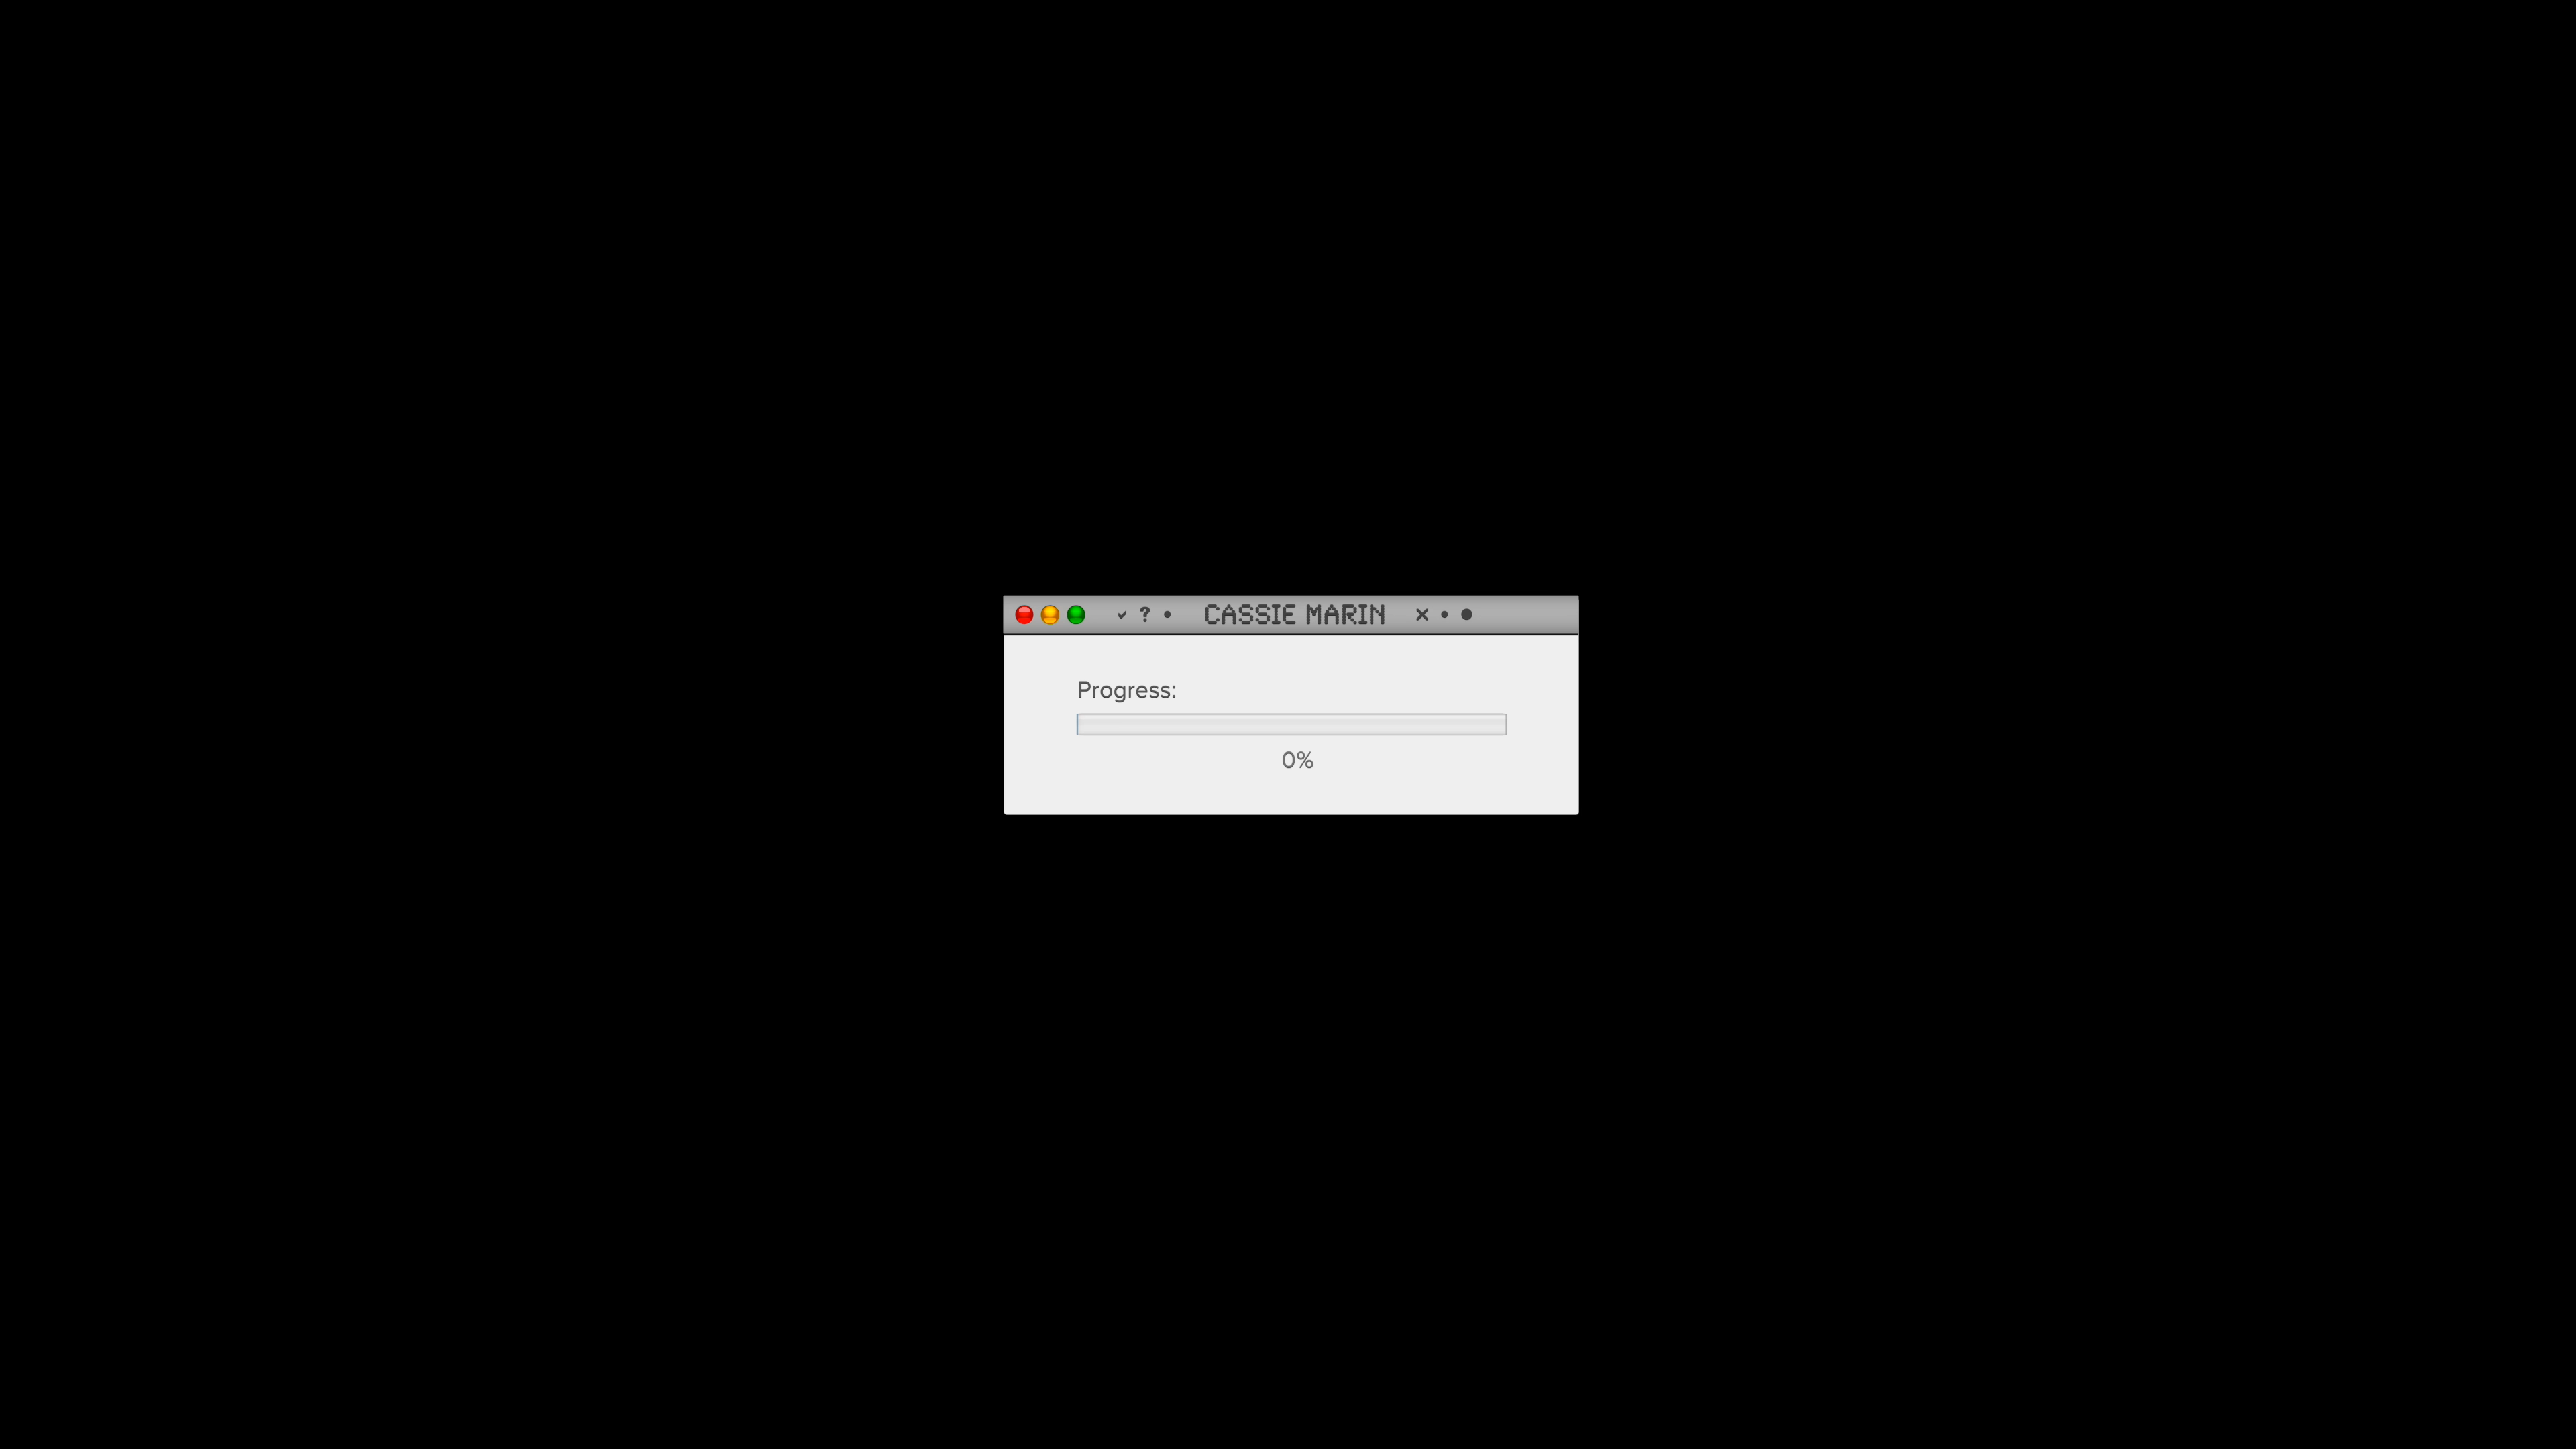 ✓ ? • CASSIE MARIN × • ●
Progress:
0%